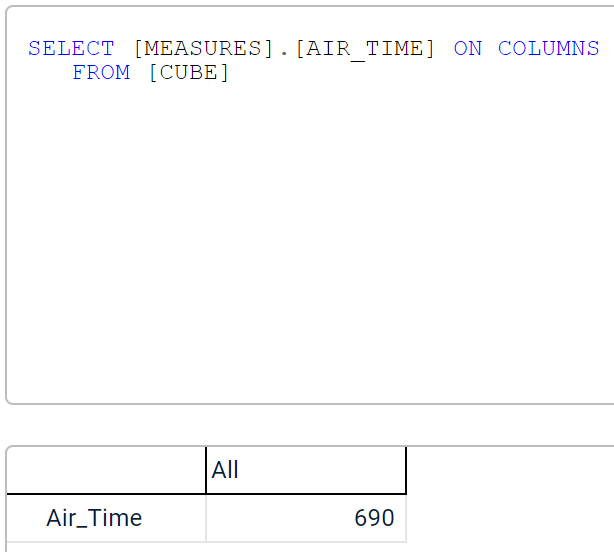 SELECT [MEASURES].[AIR_TIME] ON COLUMNS
FROM [CUBE]
All
Air_Time 690